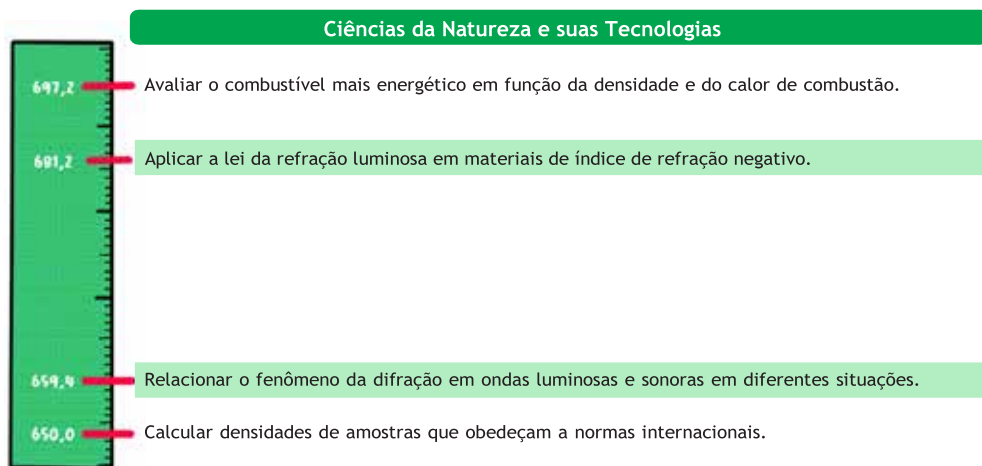 Ciências da Natureza e suas Tecnologias
697,2 Avaliar o combustível mais energético em função da densidade e do calor de combustão.
691,2 Aplicar a lei da refração luminosa em materiais de índice de refração negativo.
659,4 Relacionar o fenômeno da difração em ondas luminosas e sonoras em diferentes situações.
650,0 Calcular densidades de amostras que obedeçam a normas internacionais.